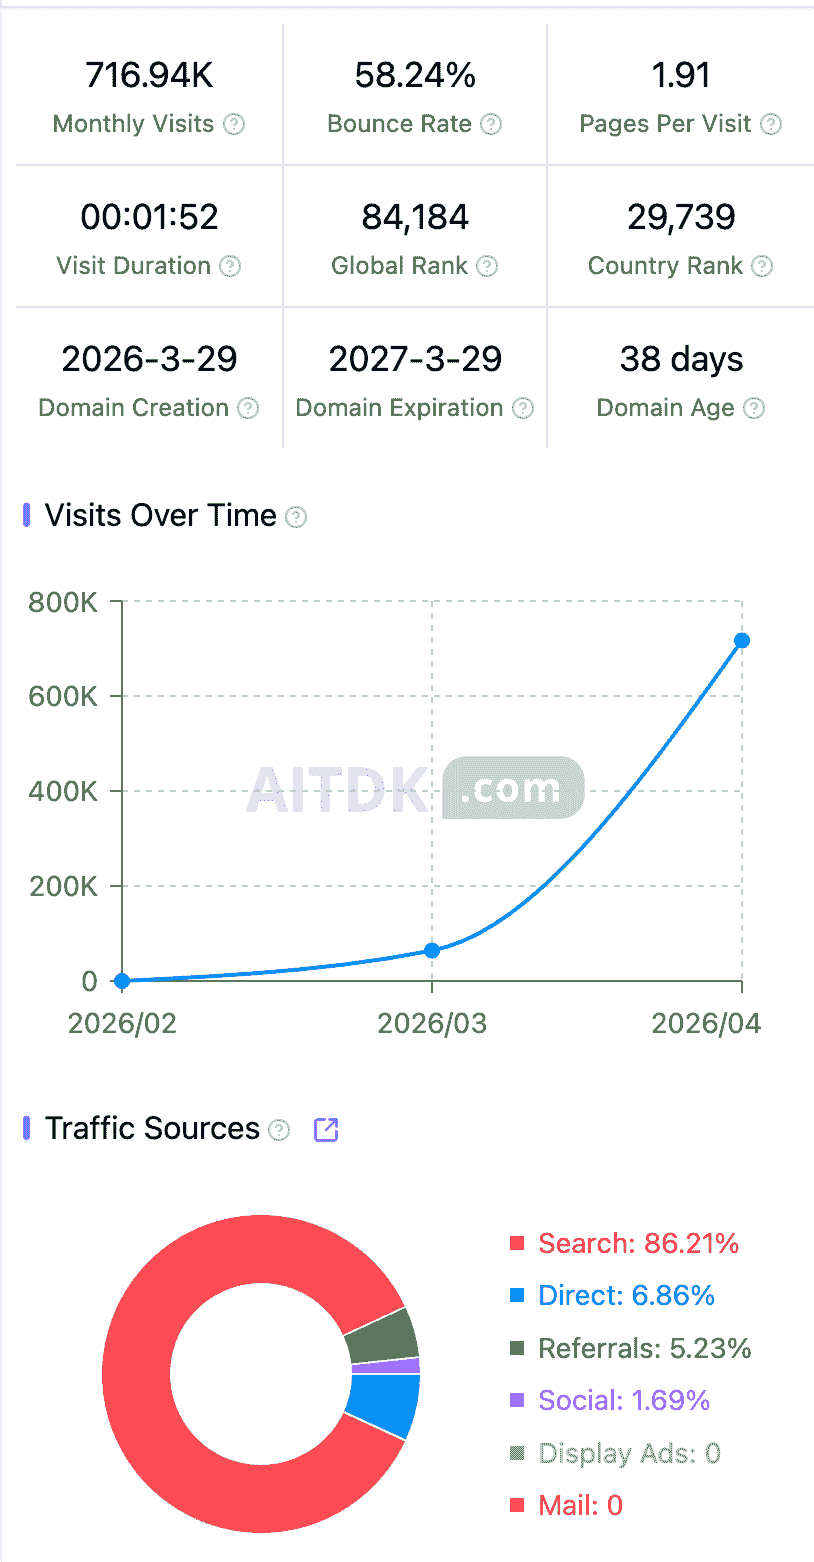 716.94K 58.24% 1.91
Monthly Visits ? Bounce Rate ? Pages Per Visit ?
00:01:52 84,184 29,739
Visit Duration ? Global Rank ? Country Rank ?
2026-3-29 2027-3-29 38 days
Domain Creation ? Domain Expiration ? Domain Age ?
Visits Over Time ?
800K
600K
400K
AITDK .com
200K
0
2026/02 2026/03 2026/04
Traffic Sources ?
Search: 86.21%
Direct: 6.86%
Referrals: 5.23%
Social: 1.69%
Display Ads: 0
Mail: 0